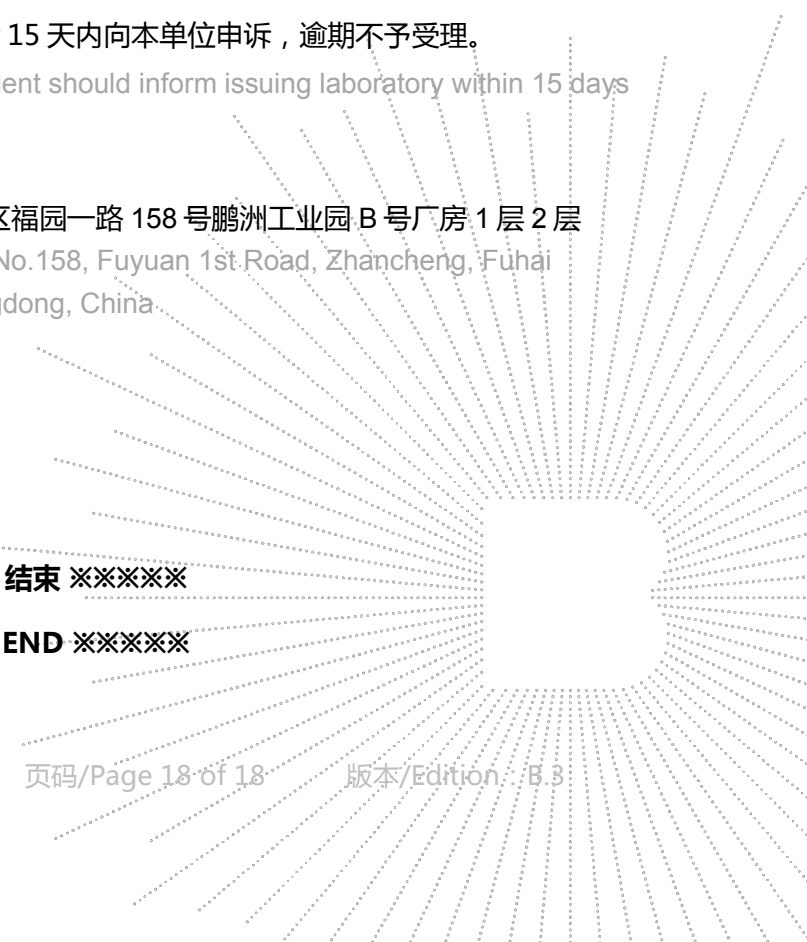 15 天内向本单位申诉，逾期不予受理。
ient should inform issuing laboratory within 15 days
区福园一路 158 号鹏洲工业园 B 号厂房 1 层 2 层
No.158, Fuyuan 1st Road, Zhancheng, Fuhai
gdong, China
结束 ※※※※※
END ※※※※※
页码/Page 18 of 18 版本/Edition：B.3